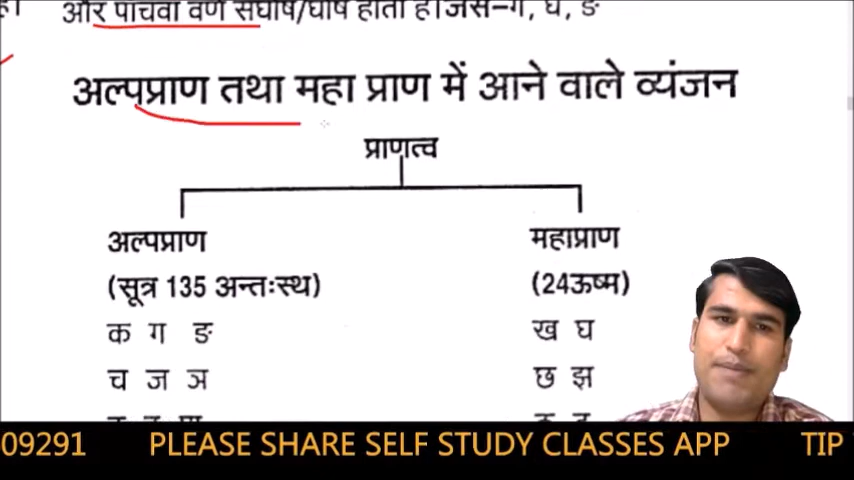 और पाँचवा वर्ण सघोष/घोष होता है। जैसे–ग, घ, ङ
अल्पप्राण तथा महा प्राण में आने वाले व्यंजन
प्राणत्व
अल्पप्राण महाप्राण
(सूत्र 135 अन्तःस्थ) (24ऊष्म)
क ग ङ ख घ
च ज ञ छ झ
09291 PLEASE SHARE SELF STUDY CLASSES APP TIP